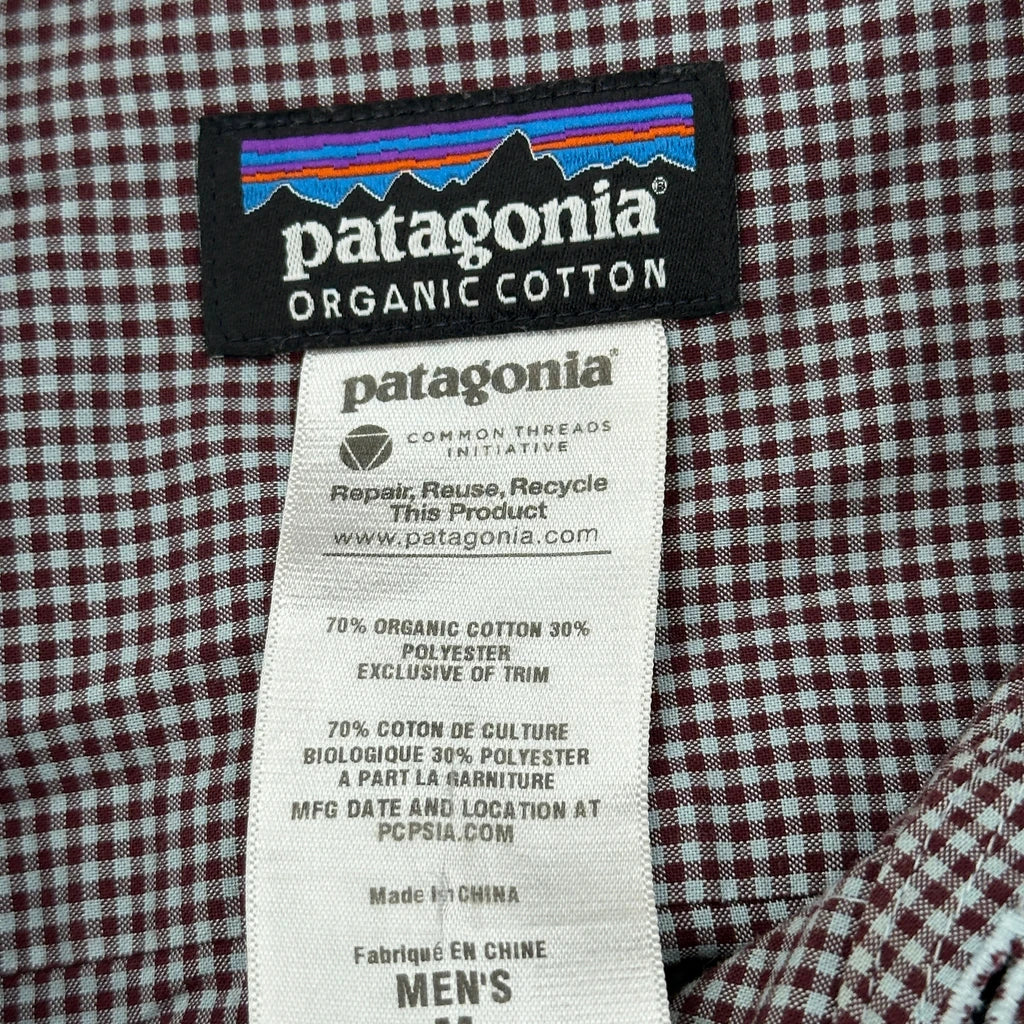 patagonia®
ORGANIC COTTON
patagonia®
COMMON THREADS
INITIATIVE
Repair, Reuse, Recycle
This Product
www.patagonia.com
70% ORGANIC COTTON 30%
POLYESTER
EXCLUSIVE OF TRIM
70% COTON DE CULTURE
BIOLOGIQUE 30% POLYESTER
A PART LA GARNITURE
MFG DATE AND LOCATION AT
PCPSIA.COM
Made in CHINA
Fabriqué EN CHINE
MEN'S